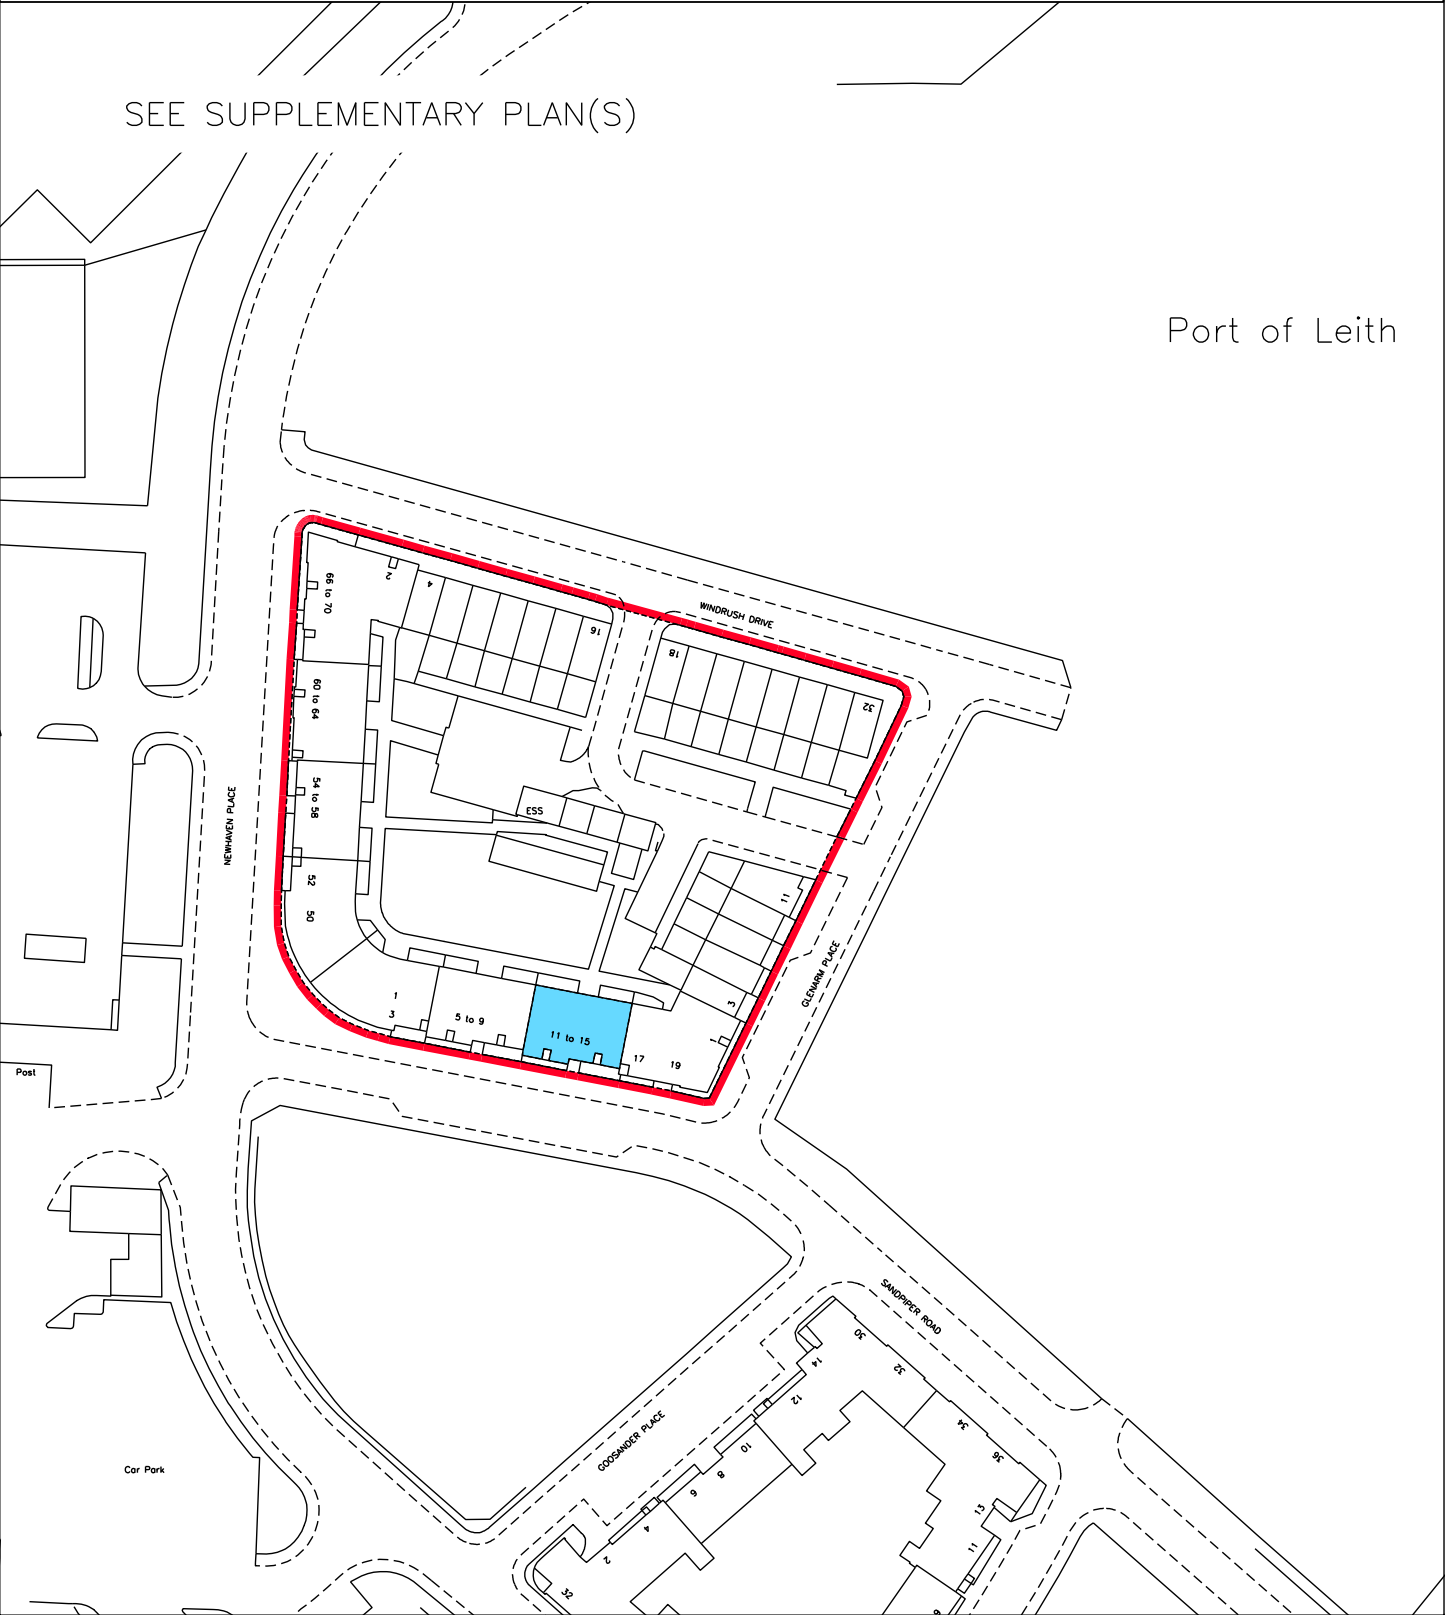 SEE SUPPLEMENTARY PLAN(S)
Port of Leith
WINDRUSH DRIVE
2
4
16
18
32
66 to 70
60 to 64
54 to 58
52
50
SS3
NEWHAVEN PLACE
11
3
1
GLENARM PLACE
1
3
5 to 9
11 to 15
17
19
Post
SANDPIPER ROAD
30
32
34
36
14
12
10
8
6
4
2
32
13
11
9
GOOSANDER PLACE
Car Park